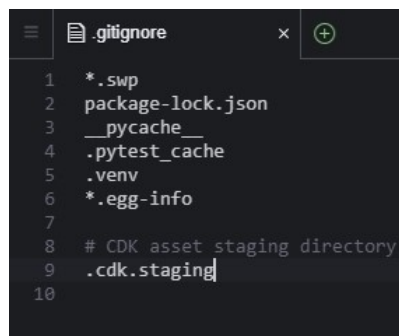 .gitignore
1 *.swp
2 package-lock.json
3 __pycache__
4 .pytest_cache
5 .venv
6 *.egg-info
7
8 # CDK asset staging directory
9 .cdk.staging
10